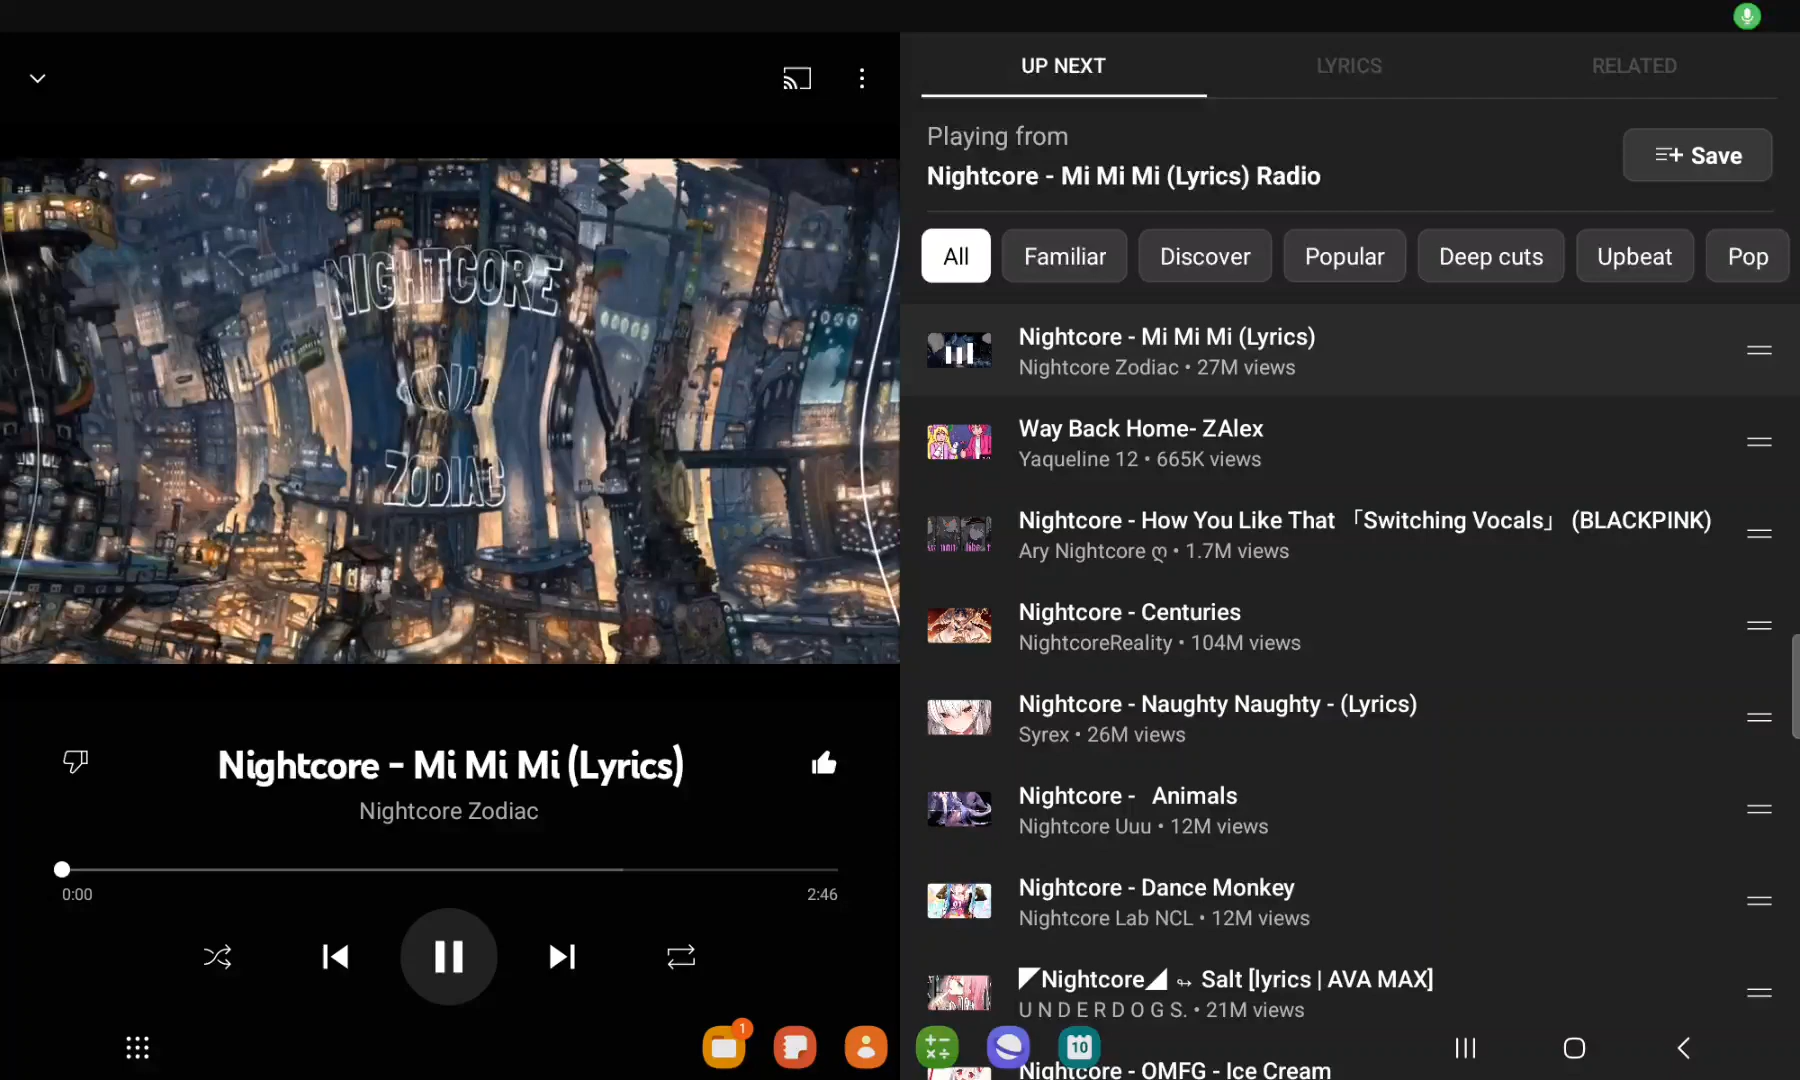 UP NEXT
LYRICS
RELATED
Playing from
Nightcore - Mi Mi Mi (Lyrics) Radio
Save
All
Familiar
Discover
Popular
Deep cuts
Upbeat
Pop
NIGHTCORE
ZODIAC
Nightcore - Mi Mi Mi (Lyrics)
Nightcore Zodiac • 27M views
Way Back Home- ZAlex
Yaqueline 12 • 665K views
Nightcore - How You Like That 「Switching Vocals」 (BLACKPINK)
Ary Nightcore ღ • 1.7M views
Nightcore - Centuries
NightcoreReality • 104M views
Nightcore - Naughty Naughty - (Lyrics)
Syrex • 26M views
Nightcore - Animals
Nightcore Uuu • 12M views
Nightcore - Dance Monkey
Nightcore Lab NCL • 12M views
◤Nightcore◢ ↬ Salt [lyrics | AVA MAX]
U N D E R D O G S. • 21M views
Nightcore - OMFG - Ice Cream
Nightcore - Mi Mi Mi (Lyrics)
Nightcore Zodiac
0:00
2:46
1
10